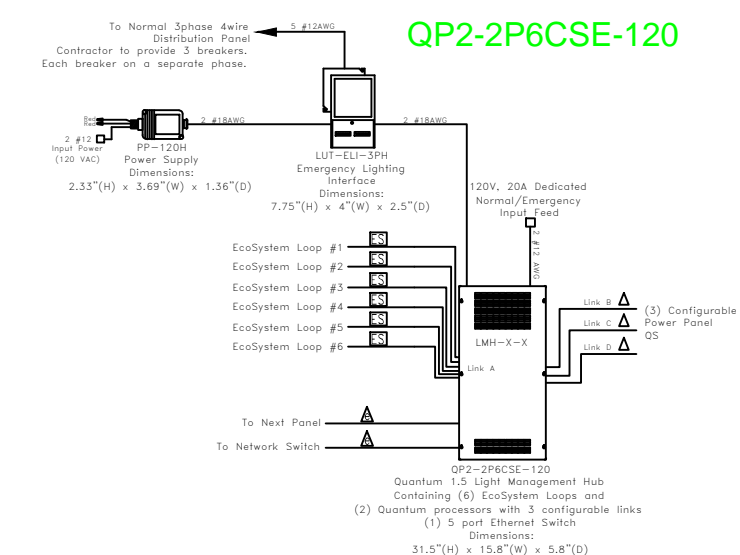 QP2-2P6CSE-120
To Normal 3phase 4wire
Distribution Panel
Contractor to provide 3 breakers.
Each breaker on a separate phase.
5 #12AWG
Red
Red
2 #12
Input Power
(120 VAC)
2 #18AWG
2 #18AWG
PP-120H
Power Supply
Dimensions:
2.33"(H) x 3.69"(W) x 1.36"(D)
LUT-ELI-3PH
Emergency Lighting
Interface
Dimensions:
7.75"(H) x 4"(W) x 2.5"(D)
120V, 20A Dedicated
Normal/Emergency
Input Feed
2 #12 AWG
EcoSystem Loop #1 ES
EcoSystem Loop #2 ES
EcoSystem Loop #3 ES
EcoSystem Loop #4 ES
EcoSystem Loop #5 ES
EcoSystem Loop #6 ES
LMH-X-X
Link A
Link B
Link C
Link D
(3) Configurable
Power Panel
QS
To Next Panel
To Network Switch
QP2-2P6CSE-120
Quantum 1.5 Light Management Hub
Containing (6) EcoSystem Loops and
(2) Quantum processors with 3 configurable links
(1) 5 port Ethernet Switch
Dimensions:
31.5"(H) x 15.8"(W) x 5.8"(D)